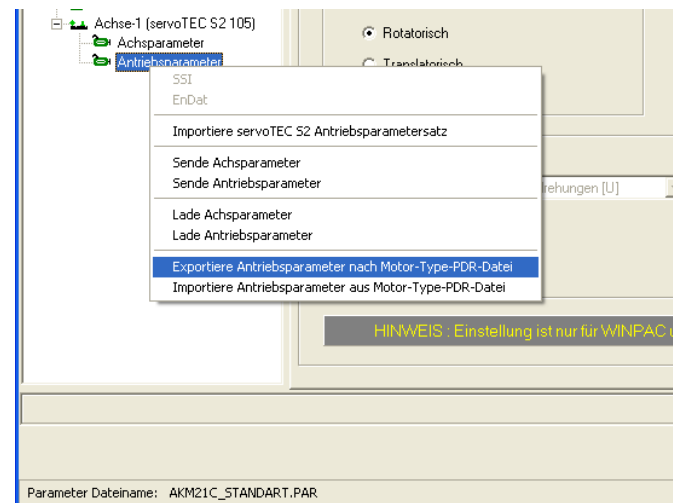 Achse-1 (servoTEC S2 105)
Achsparameter
Antriebsparameter
Rotatorisch
Translatorisch
SSI
EnDat
Importiere servoTEC S2 Antriebsparametersatz
Sende Achsparameter
Sende Antriebsparameter
rehungen [U]
Lade Achsparameter
Lade Antriebsparameter
Exportiere Antriebsparameter nach Motor-Type-PDR-Datei
Importiere Antriebsparameter aus Motor-Type-PDR-Datei
HINWEIS : Einstellung ist nur für WINPAC u
Parameter Dateiname: AKM21C_STANDART.PAR